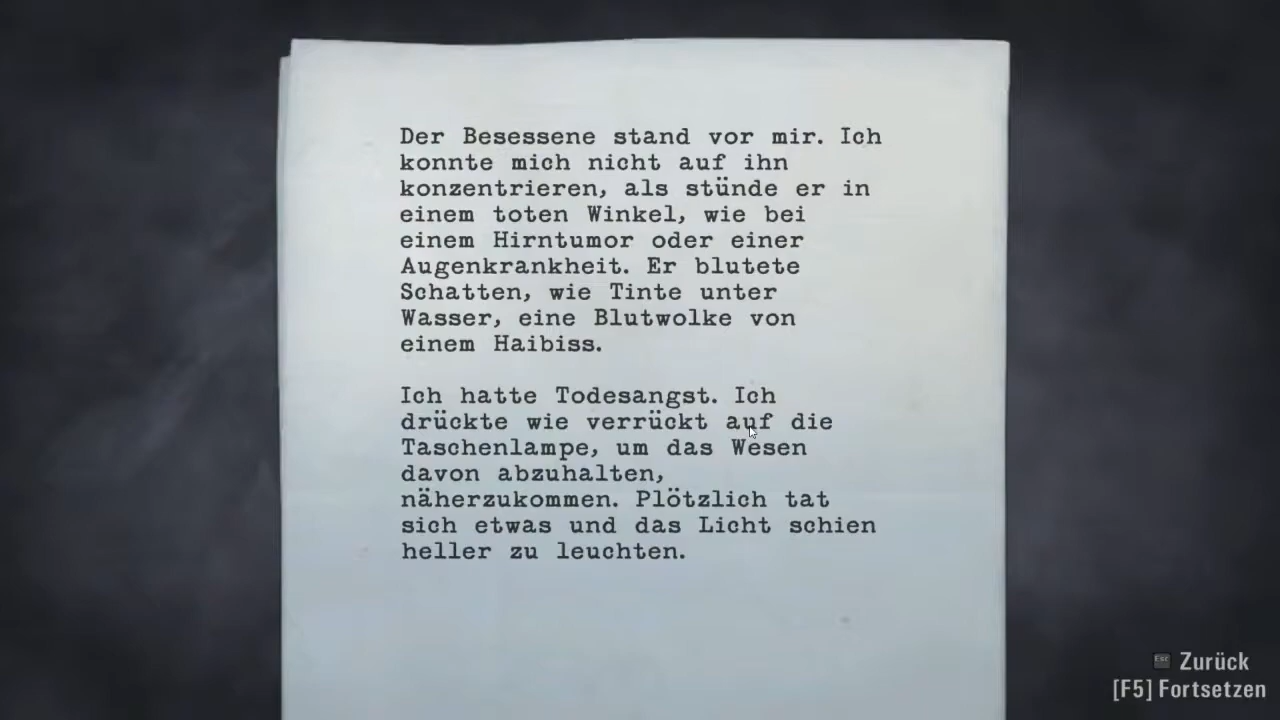 Der Besessene stand vor mir. Ich
konnte mich nicht auf ihn
konzentrieren, als stünde er in
einem toten Winkel, wie bei
einem Hirntumor oder einer
Augenkrankheit. Er blutete
Schatten, wie Tinte unter
Wasser, eine Blutwolke von
einem Haibiss.
Ich hatte Todesangst. Ich
drückte wie verrückt auf die
Taschenlampe, um das Wesen
davon abzuhalten,
näherzukommen. Plötzlich tat
sich etwas und das Licht schien
heller zu leuchten.
Esc Zurück
[F5] Fortsetzen